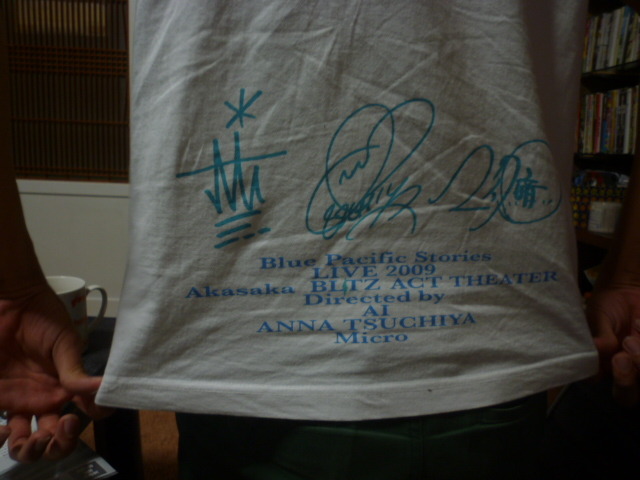 Blue Pacific Stories
LIVE 2009
Akasaka BLITZ ACT THEATER
Directed by
AI
ANNA TSUCHIYA
Micro